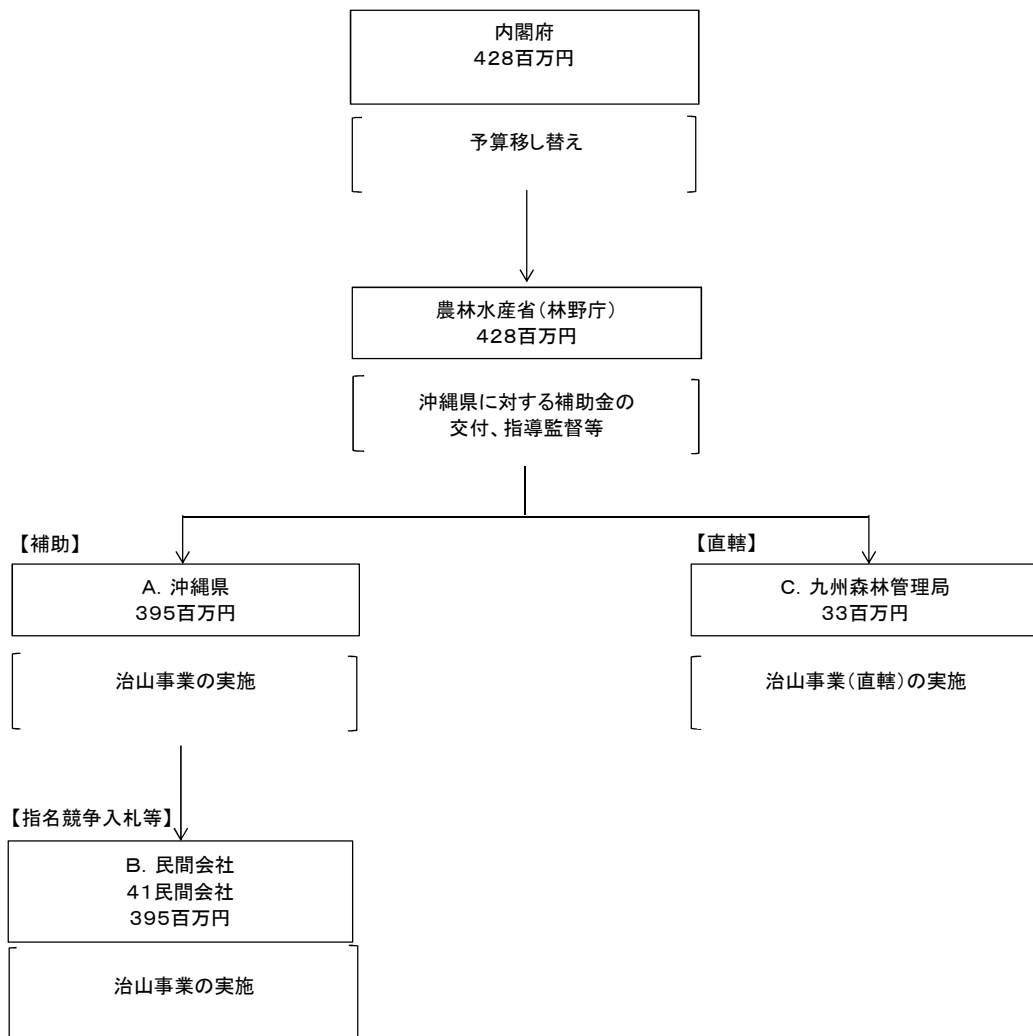 内閣府
428百万円
予算移し替え
農林水産省(林野庁)
428百万円
沖縄県に対する補助金の
交付、指導監督等
【補助】
A. 沖縄県
395百万円
治山事業の実施
【直轄】
C. 九州森林管理局
33百万円
治山事業(直轄)の実施
【指名競争入札等】
B. 民間会社
41民間会社
395百万円
治山事業の実施